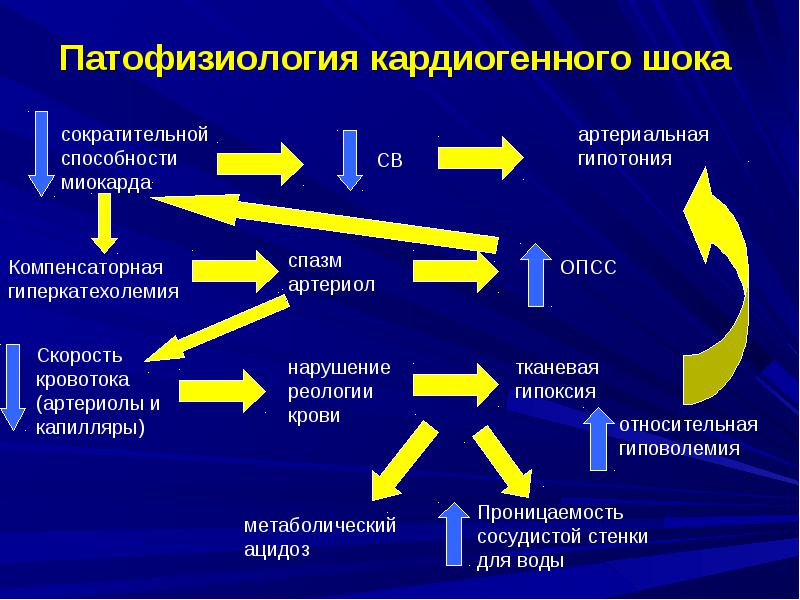 Патофизиология кардиогенного шока
сократительной
способности
миокарда
СВ
артериальная
гипотония
Компенсаторная
гиперкатехолемия
спазм
артериол
ОПСС
Скорость
кровотока
(артериолы и
капилляры)
нарушение
реологии
крови
тканевая
гипоксия
относительная
гиповолемия
метаболический
ацидоз
Проницаемость
сосудистой стенки
для воды